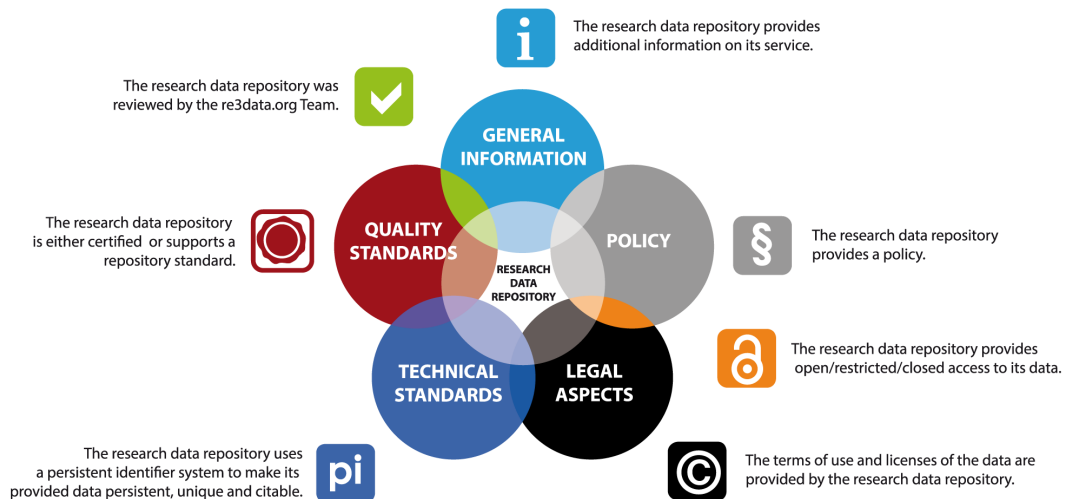 i
The research data repository provides
additional information on its service.
The research data repository was
reviewed by the re3data.org Team.
GENERAL
INFORMATION
QUALITY
STANDARDS
POLICY
The research data repository
is either certified or supports a
repository standard.
§
The research data repository
provides a policy.
RESEARCH
DATA
REPOSITORY
The research data repository provides
open/restricted/closed access to its data.
TECHNICAL
STANDARDS
LEGAL
ASPECTS
The research data repository uses
a persistent identifier system to make its
provided data persistent, unique and citable.
pi
©
The terms of use and licenses of the data are
provided by the research data repository.